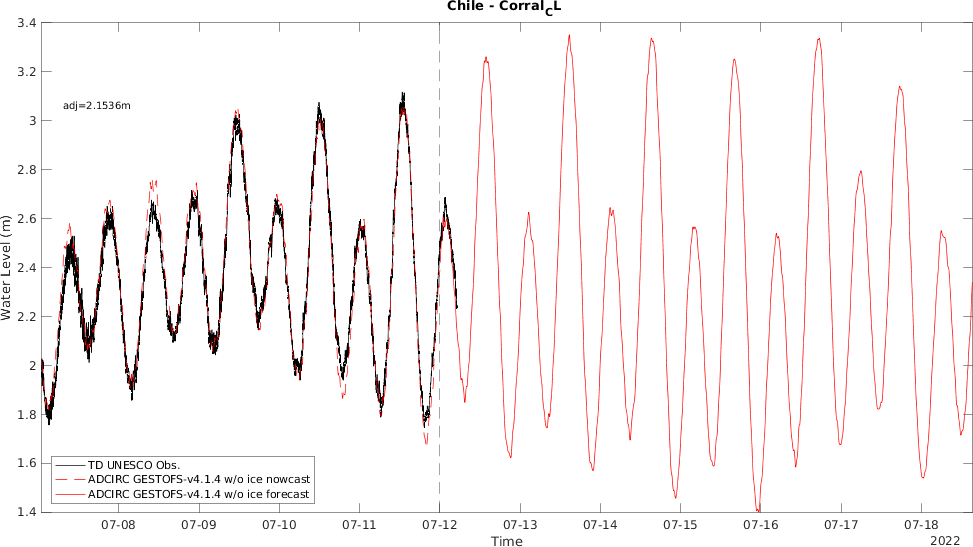 Chile - Corral_CL
adj=2.1536m
Water Level (m)
3.4
3.2
3
2.8
2.6
2.4
2.2
2
1.8
1.6
1.4
TD UNESCO Obs.
ADCIRC GESTOFS-v4.1.4 w/o ice nowcast
ADCIRC GESTOFS-v4.1.4 w/o ice forecast
07-08 07-09 07-10 07-11 07-12 07-13 07-14 07-15 07-16 07-17 07-18
Time
2022